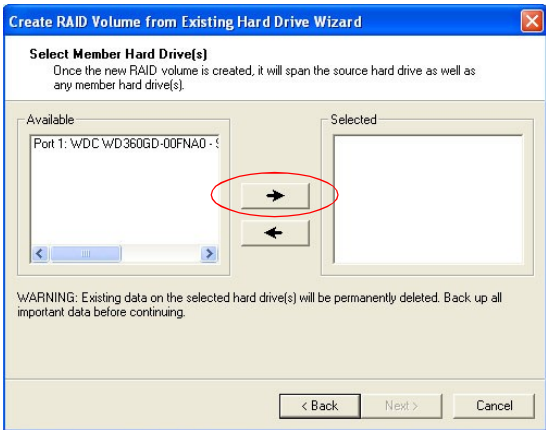 Create RAID Volume from Existing Hard Drive Wizard
Select Member Hard Drive(s)
Once the new RAID volume is created, it will span the source hard drive as well as
any member hard drive(s).
Available
Selected
Port 1: WDC WD360GD-00FNA0 -
WARNING: Existing data on the selected hard drive(s) will be permanently deleted. Back up all
important data before continuing.
< Back
Next >
Cancel